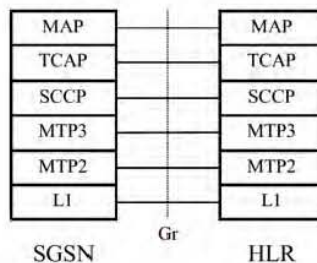 MAP MAP
TCAP TCAP
SCCP SCCP
MTP3 MTP3
MTP2 MTP2
L1 L1
Gr
SGSN HLR